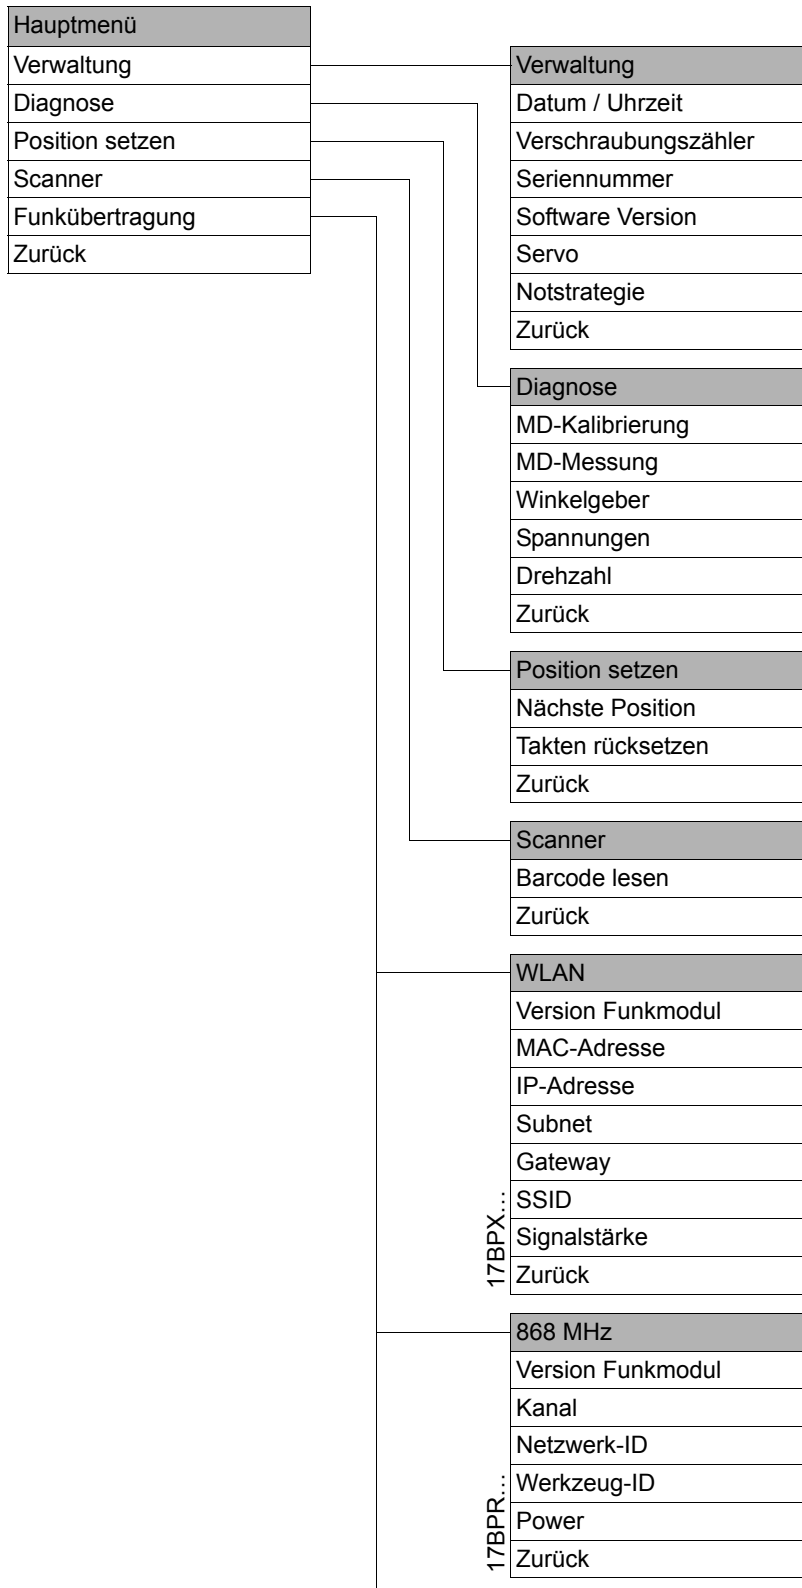 Hauptmenü
Verwaltung
Diagnose
Position setzen
Scanner
Funkübertragung
Zurück
Verwaltung
Datum / Uhrzeit
Verschraubungszähler
Seriennummer
Software Version
Servo
Notstrategie
Zurück
Diagnose
MD-Kalibrierung
MD-Messung
Winkelgeber
Spannungen
Drehzahl
Zurück
Position setzen
Nächste Position
Takten rücksetzen
Zurück
Scanner
Barcode lesen
Zurück
WLAN
Version Funkmodul
MAC-Adresse
IP-Adresse
Subnet
Gateway
SSID
Signalstärke
Zurück
17BPX…
868 MHz
Version Funkmodul
Kanal
Netzwerk-ID
Werkzeug-ID
Power
Zurück
17BPR…